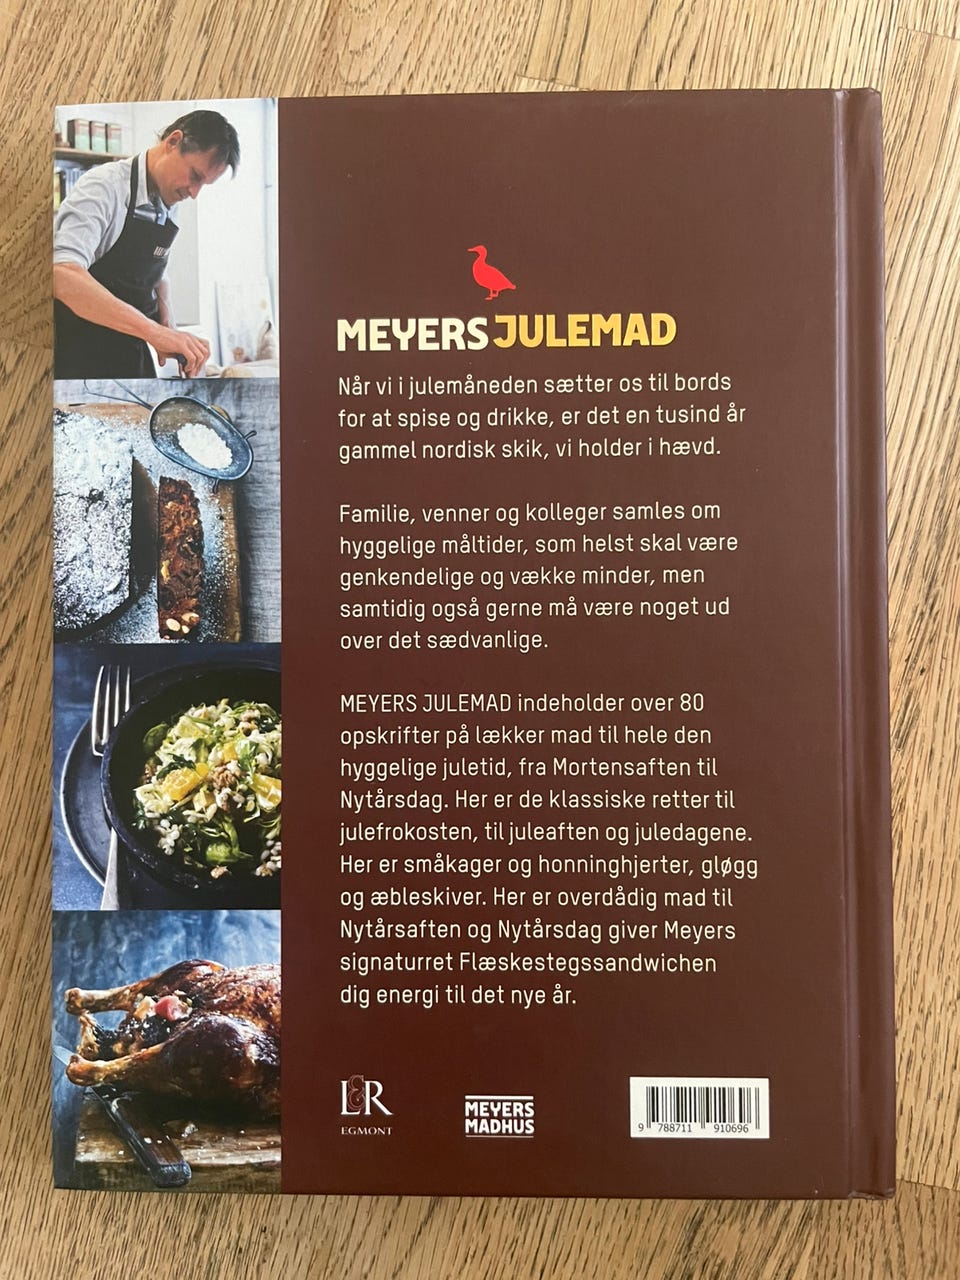 MEYERS JULEMAD
Når vi i julemåneden sætter os til bords
for at spise og drikke, er det en tusind år
gammel nordisk skik, vi holder i hævd.
Familie, venner og kolleger samles om
hyggelige måltider, som helst skal være
genkendelige og vække minder, men
samtidig også gerne må være noget ud
over det sædvanlige.
MEYERS JULEMAD indeholder over 80
opskrifter på lækker mad til hele den
hyggelige juletid, fra Mortensaften til
Nytårsdag. Her er de klassiske retter til
julefrokosten, til juleaften og juledagene.
Her er småkager og honninghjerter, gløgg
og æbleskiver. Her er overdådig mad til
Nytårsaften og Nytårsdag giver Meyers
signaturret Flæskestegssandwichen
dig energi til det nye år.
L&R
EGMONT
MEYERS
MADHUS
9 788711 910696